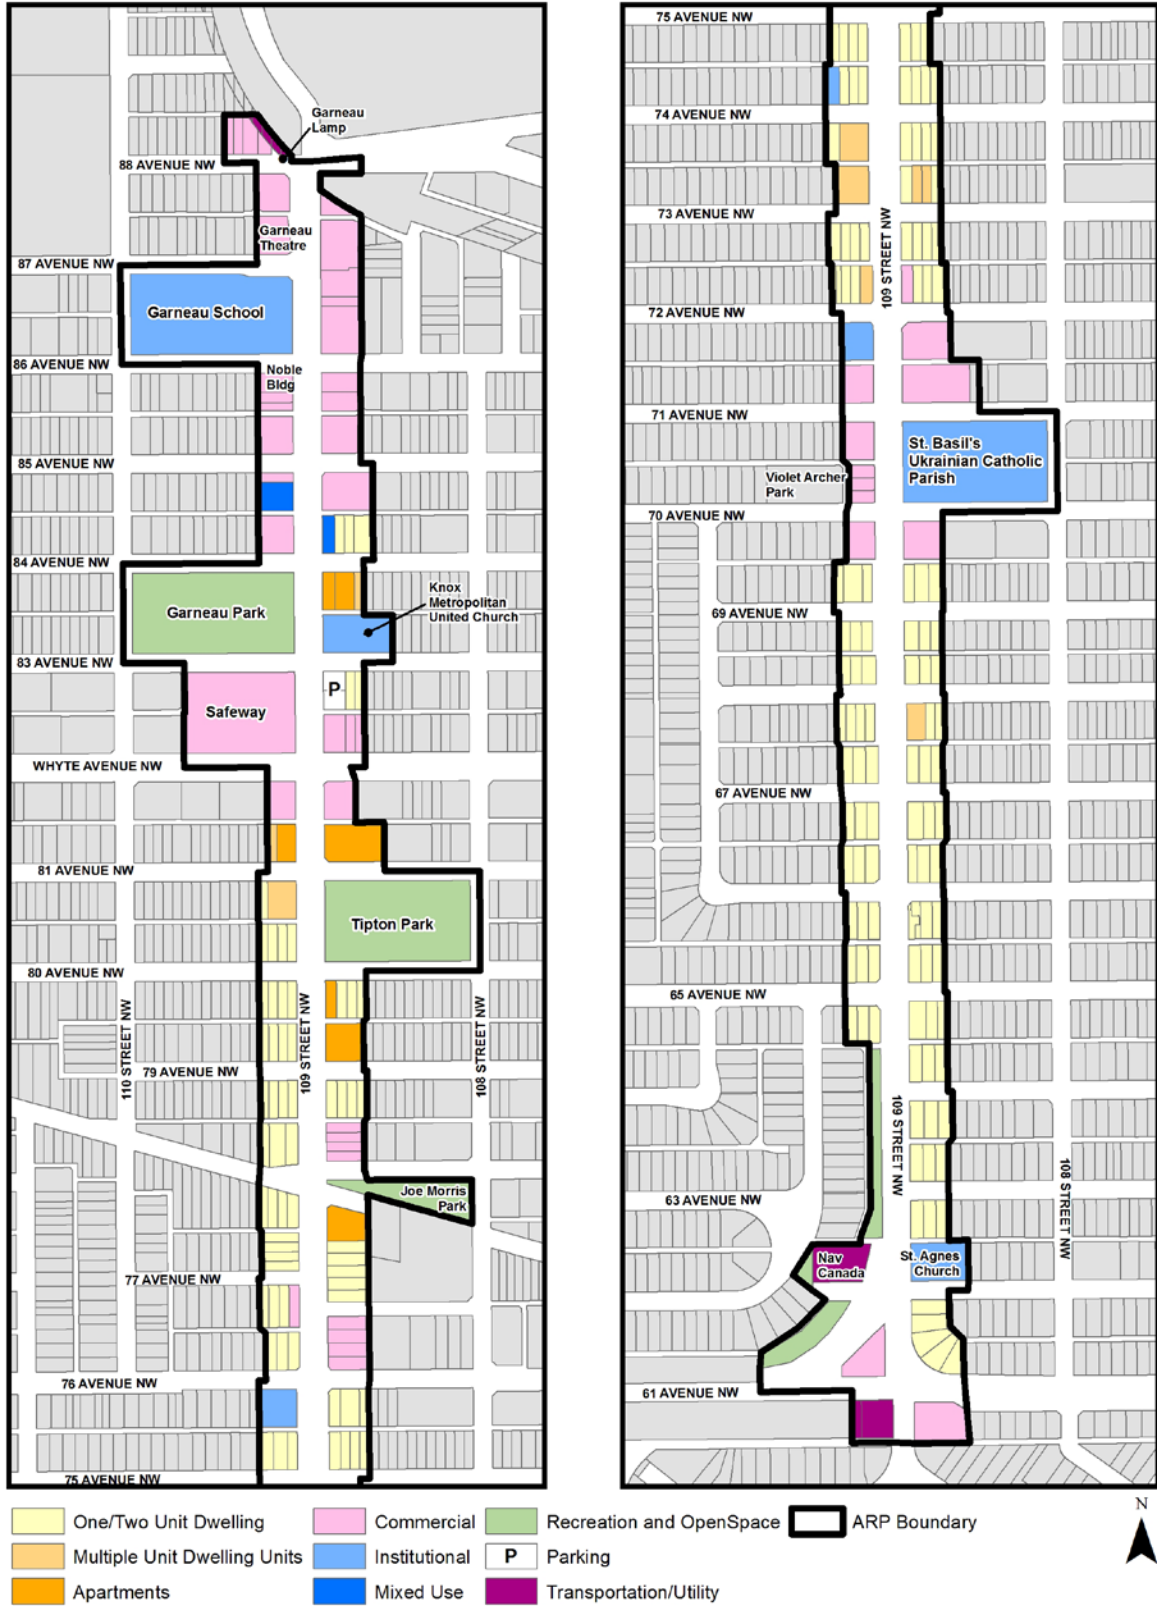 Garneau
Lamp
88 AVENUE NW
Garneau
Theatre
87 AVENUE NW
Garneau School
86 AVENUE NW
Noble
Bldg
85 AVENUE NW
84 AVENUE NW
Garneau Park
Knox
Metropolitan
United Church
83 AVENUE NW
P
Safeway
WHYTE AVENUE NW
81 AVENUE NW
Tipton Park
80 AVENUE NW
110 STREET NW
109 STREET NW
108 STREET NW
79 AVENUE NW
Joe Morris
Park
77 AVENUE NW
76 AVENUE NW
75 AVENUE NW
75 AVENUE NW
74 AVENUE NW
73 AVENUE NW
109 STREET NW
72 AVENUE NW
71 AVENUE NW
St. Basil's
Ukrainian Catholic
Parish
Violet Archer
Park
70 AVENUE NW
69 AVENUE NW
67 AVENUE NW
65 AVENUE NW
109 STREET NW
108 STREET NW
63 AVENUE NW
Nav
Canada
St. Agnes
Church
61 AVENUE NW
One/Two Unit Dwelling
Commercial
Recreation and OpenSpace
ARP Boundary
N
Multiple Unit Dwelling Units
Institutional
P Parking
Apartments
Mixed Use
Transportation/Utility